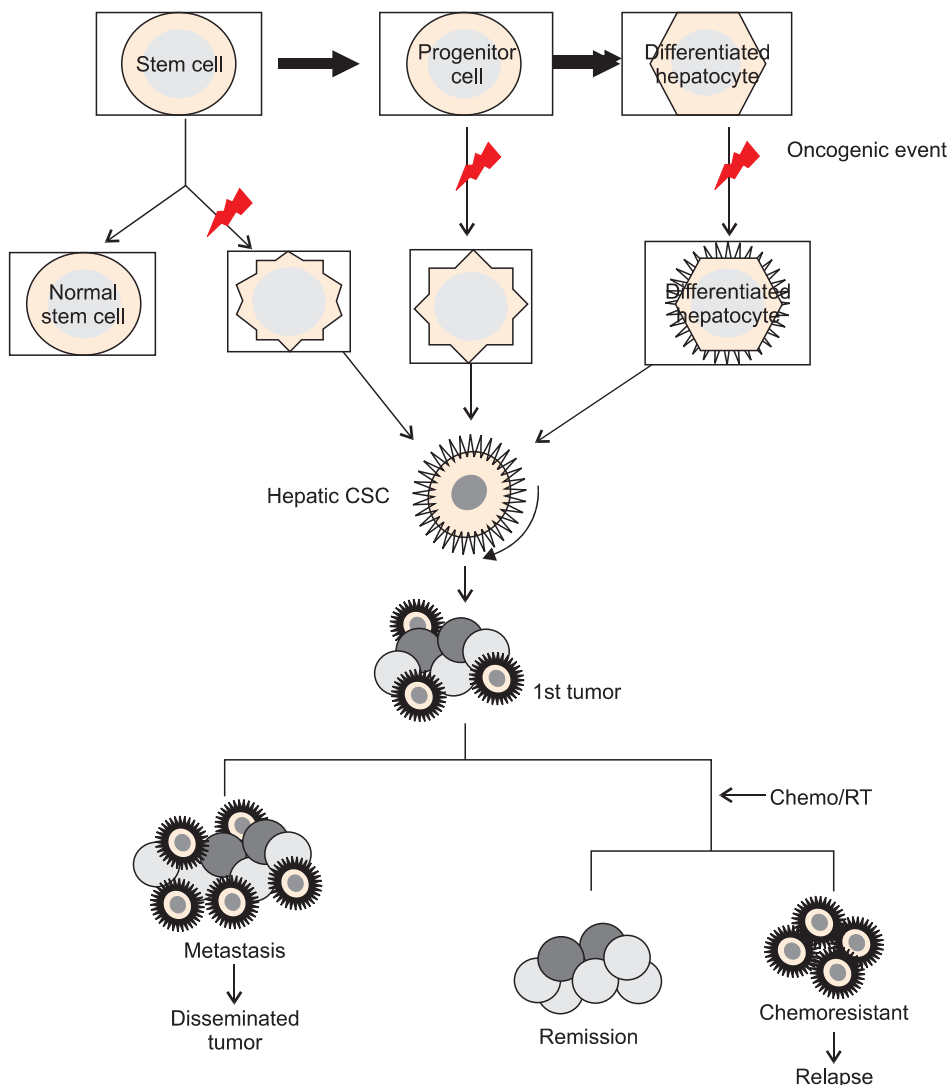 Stem cell
Progenitor
cell
Differentiated
hepatocyte
Oncogenic event
Normal
stem cell
Differentiated
hepatocyte
Hepatic CSC
1st tumor
Chemo/RT
Metastasis
Disseminated
tumor
Remission
Chemoresistant
Relapse